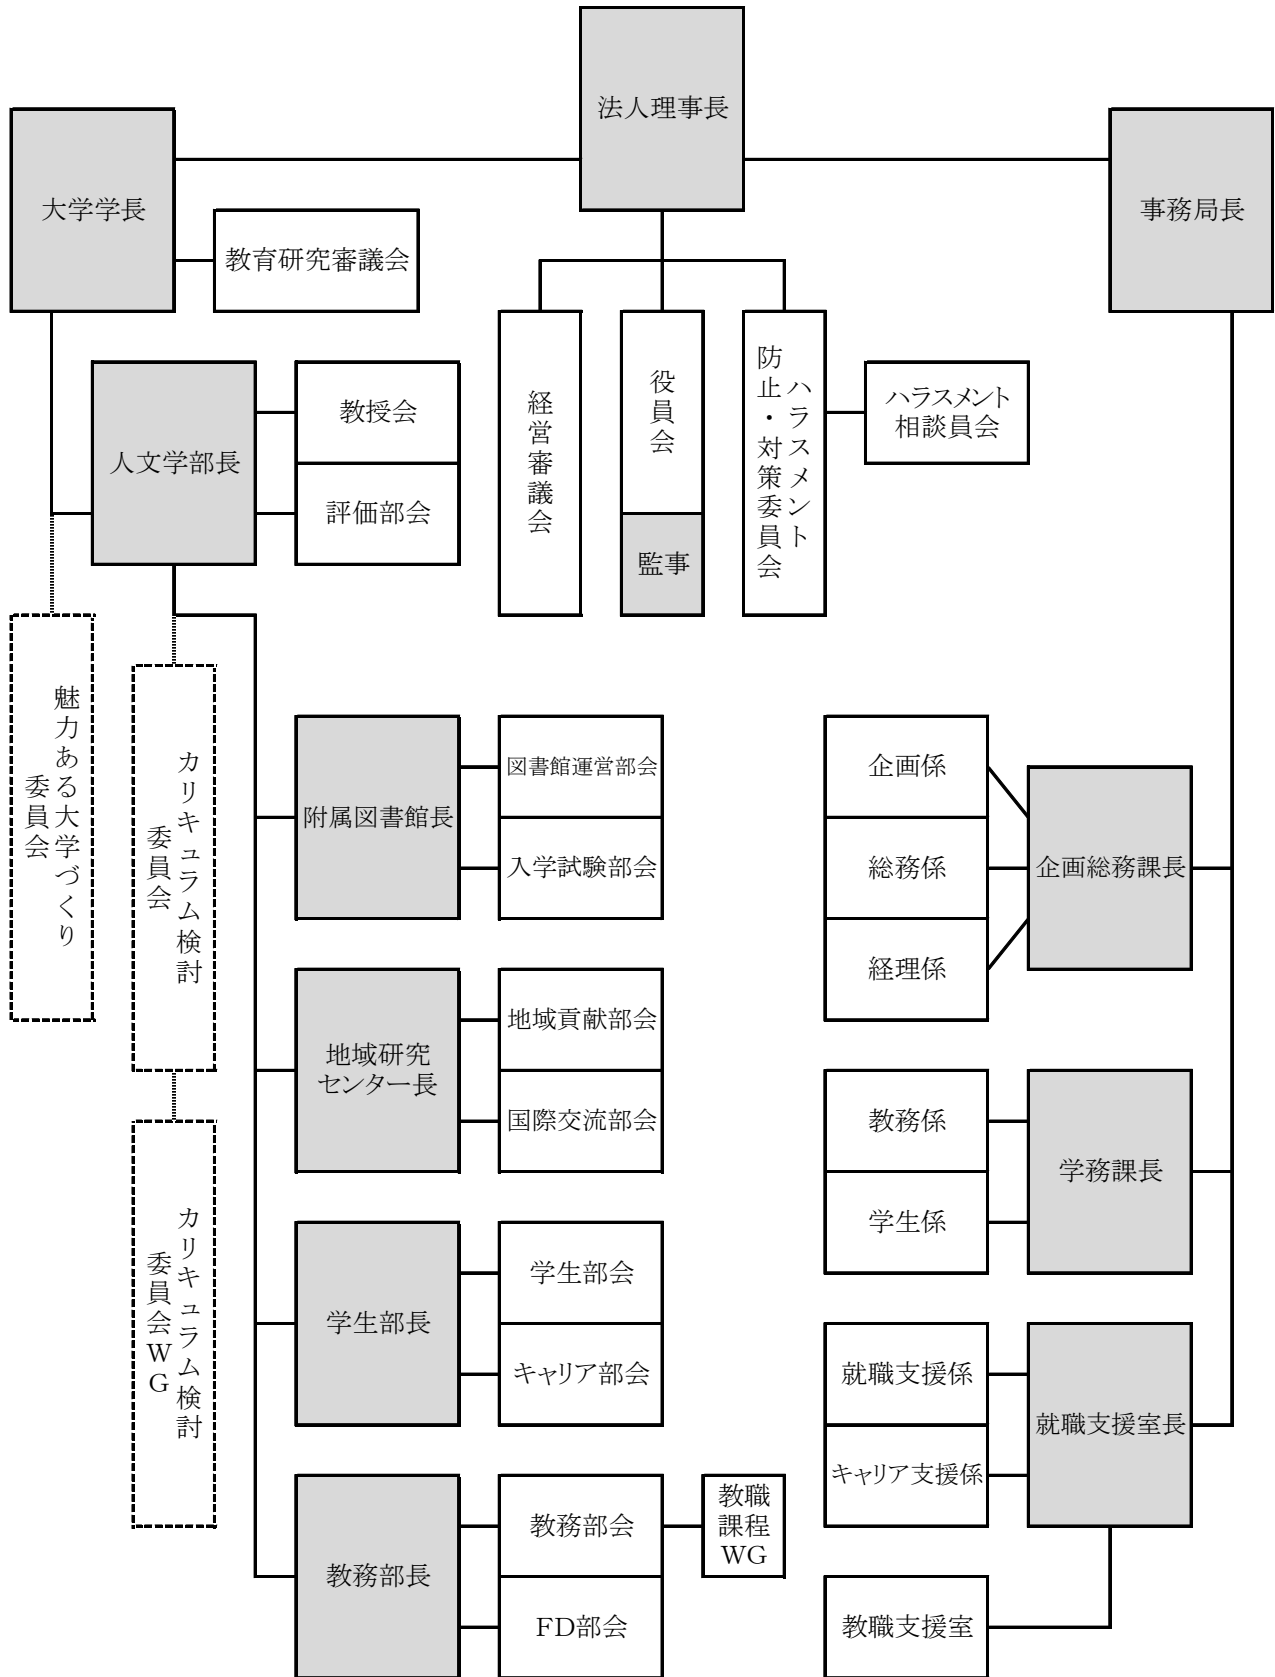 法人理事長
大学学長
事務局長
教育研究審議会
人文学部長
教授会
評価部会
経営審議会
役員会
監事
ハラスメント
防止・対策委員会
ハラスメント
相談員会
魅力ある大学づくり
委員会
カリキュラム検討
委員会
カリキュラム検討
委員会WG
附属図書館長
図書館運営部会
入学試験部会
地域研究
センター長
地域貢献部会
国際交流部会
学生部長
学生部会
キャリア部会
教務部長
教務部会
FD部会
教職
課程
WG
企画係
総務係
経理係
企画総務課長
教務係
学生係
学務課長
就職支援係
キャリア支援係
就職支援室長
教職支援室